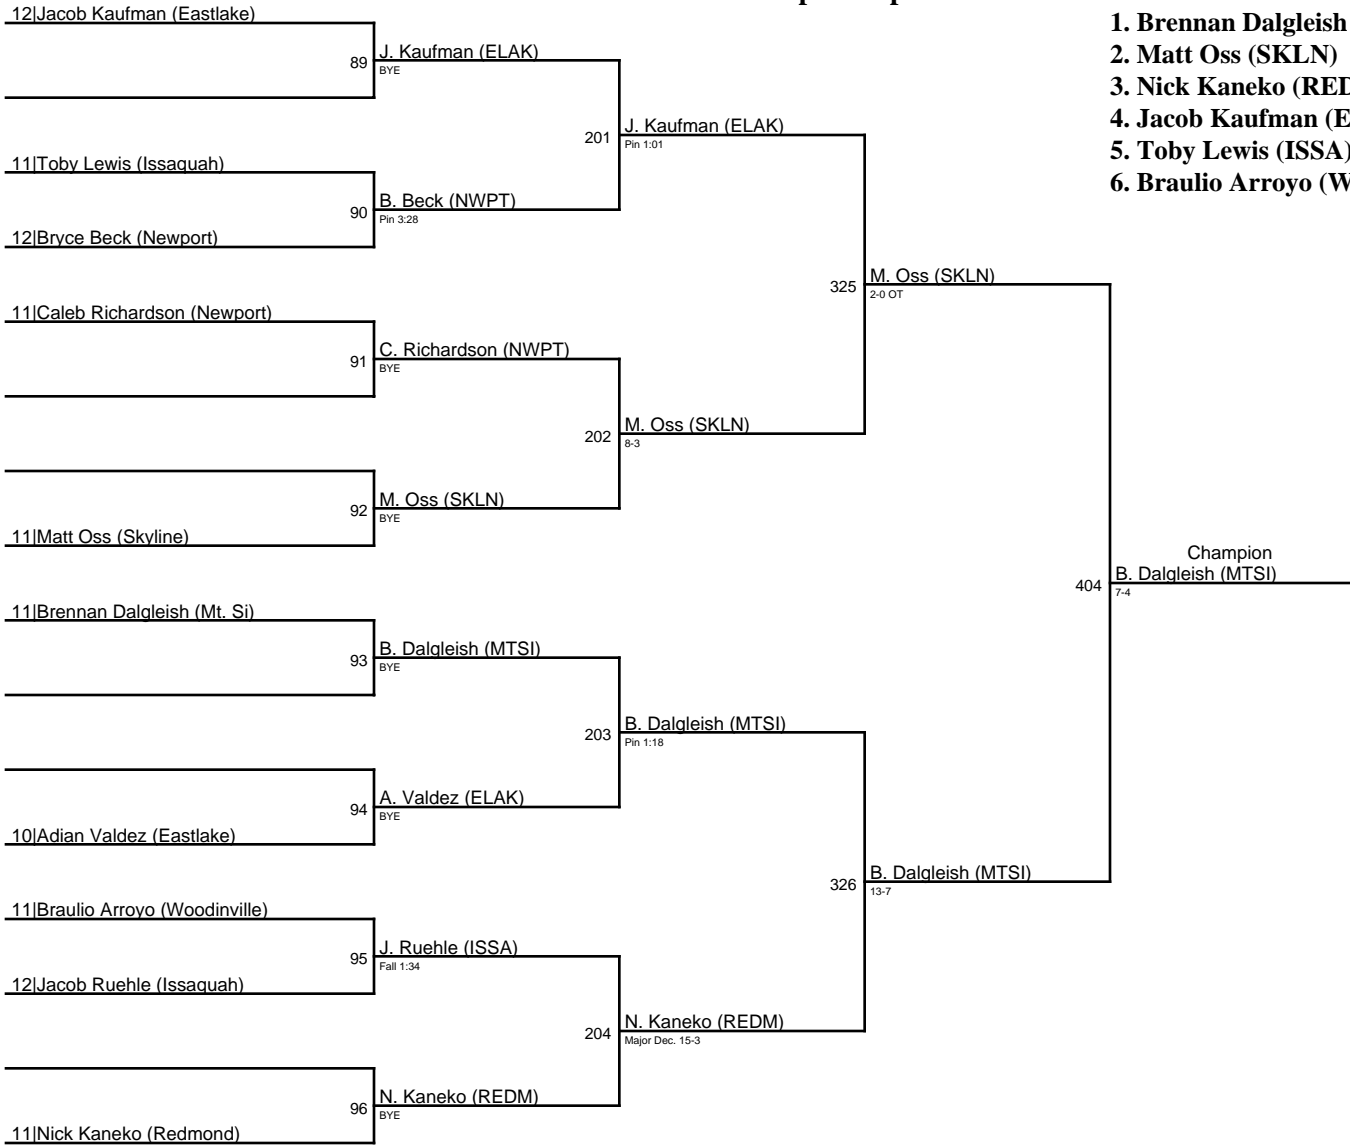 12|Jacob Kaufman (Eastlake)
89
J. Kaufman (ELAK)
BYE
201
J. Kaufman (ELAK)
Pin 1:01
11|Toby Lewis (Issaquah)
90
B. Beck (NWPT)
Pin 3:28
12|Bryce Beck (Newport)
325
M. Oss (SKLN)
2-0 OT
11|Caleb Richardson (Newport)
91
C. Richardson (NWPT)
BYE
202
M. Oss (SKLN)
8-3
92
M. Oss (SKLN)
BYE
11|Matt Oss (Skyline)
404
Champion
B. Dalgleish (MTSI)
7-4
11|Brennan Dalgleish (Mt. Si)
93
B. Dalgleish (MTSI)
BYE
203
B. Dalgleish (MTSI)
Pin 1:18
94
A. Valdez (ELAK)
BYE
10|Adian Valdez (Eastlake)
326
B. Dalgleish (MTSI)
13-7
11|Braulio Arroyo (Woodinville)
95
J. Ruehle (ISSA)
Fall 1:34
12|Jacob Ruehle (Issaquah)
204
N. Kaneko (REDM)
Major Dec. 15-3
96
N. Kaneko (REDM)
BYE
11|Nick Kaneko (Redmond)
1. Brennan Dalgleish
2. Matt Oss (SKLN)
3. Nick Kaneko (RED
4. Jacob Kaufman (E
5. Toby Lewis (ISSA)
6. Braulio Arroyo (W